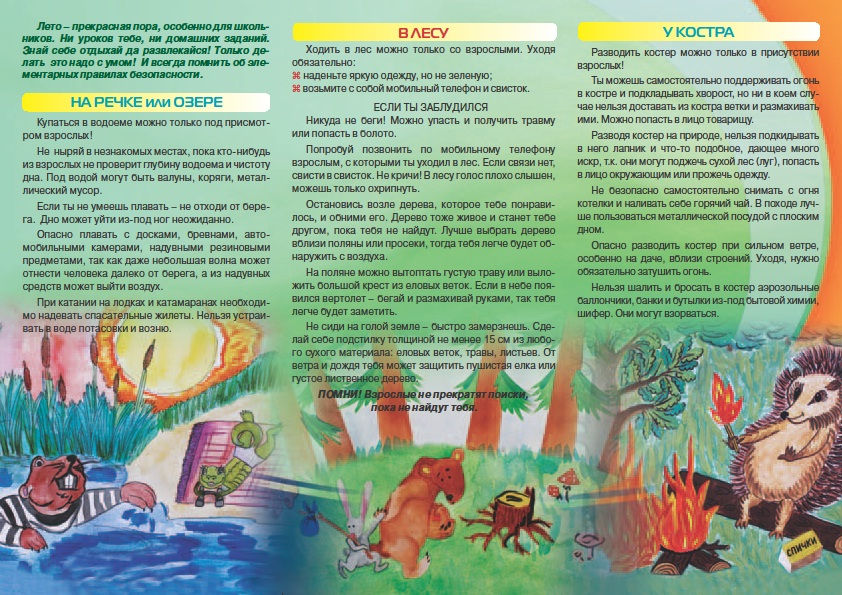 Лето – прекрасная пора, особенно для школь-
ников. Ни уроков тебе, ни домашних заданий.
Знай себе отдыхай да развлекайся! Только де-
лать это надо с умом! И всегда помнить об эле-
ментарных правилах безопасности.
НА РЕЧКЕ ИЛИ ОЗЕРЕ
Купаться в водоеме можно только под присмот-
ром взрослых!
Не ныряй в незнакомых местах, пока кто-нибудь
из взрослых не проверит глубину водоема и чистоту
дна. Под водой могут быть валуны, коряги, метал-
лический мусор.
Если ты не умеешь плавать – не отходи от бере-
га. Дно может уйти из-под ног неожиданно.
Опасно плавать с досками, бревнами, авто-
мобильными камерами, надувными резиновыми
предметами, так как даже небольшая волна может
отнести человека далеко от берега, а из надувных
средств может выйти воздух.
При катании на лодках и катамаранах необходи-
мо надевать спасательные жилеты. Нельзя устраи-
вать в воде потасовки и возню.
В ЛЕСУ
Ходить в лес можно только со взрослыми. Уходя
обязательно:
⌘ наденьте яркую одежду, но не зеленую;
⌘ возьмите с собой мобильный телефон и свисток.
ЕСЛИ ТЫ ЗАБЛУДИЛСЯ
Никуда не беги! Можно упасть и получить травму
или попасть в болото.
Попробуй позвонить по мобильному телефону
взрослым, с которыми ты уходил в лес. Если связи нет,
свисти в свисток. Не кричи! В лесу голос плохо слышен,
можешь только охрипнуть.
Остановись возле дерева, которое тебе понрави-
лось, и обними его. Дерево тоже живое и станет тебе
другом, пока тебя не найдут. Лучше выбрать дерево
вблизи поляны или просеки, тогда тебя легче будет об-
наружить с воздуха.
На поляне можно вытоптать густую траву или выло-
жить большой крест из еловых веток. Если в небе поя-
вился вертолет – бегай и размахивай руками, так тебя
легче будет заметить.
Не сиди на голой земле – быстро замерзнешь. Сде-
лай себе подстилку толщиной не менее 15 см из любо-
го сухого материала: еловых веток, травы, листьев. От
ветра и дождя тебя может защитить пушистая елка или
густое лиственное дерево.
ПОМНИ! Взрослые не прекратят поиски,
пока не найдут тебя.
У КОСТРА
Разводить костер можно только в присутствии
взрослых!
Ты можешь самостоятельно поддерживать огонь
в костре и подкладывать хворост, но ни в коем слу-
чае нельзя доставать из костра ветки и размахивать
ими. Можно попасть в лицо товарищу.
Разводя костер на природе, нельзя подкидывать
в него лапник и что-то подобное, дающее много
искр, т.к. они могут поджечь сухой лес (луг), попасть
в лицо окружающим или прожечь одежду.
Не безопасно самостоятельно снимать с огня
котелки и наливать себе горячий чай. В походе луч-
ше пользоваться металлической посудой с плоским
дном.
Опасно разводить костер при сильном ветре,
особенно на даче, вблизи строений. Уходя, нужно
обязательно затушить огонь.
Нельзя шалить и бросать в костер аэрозольные
баллончики, банки и бутылки из-под бытовой химии,
шифер. Они могут взорваться.
СПИЧКИ